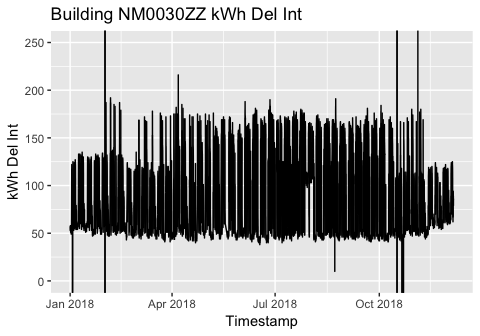 Building NM0030ZZ kWh Del Int
kWh Del Int
250
200
150
100
50
0
Jan 2018
Apr 2018
Jul 2018
Oct 2018
Timestamp